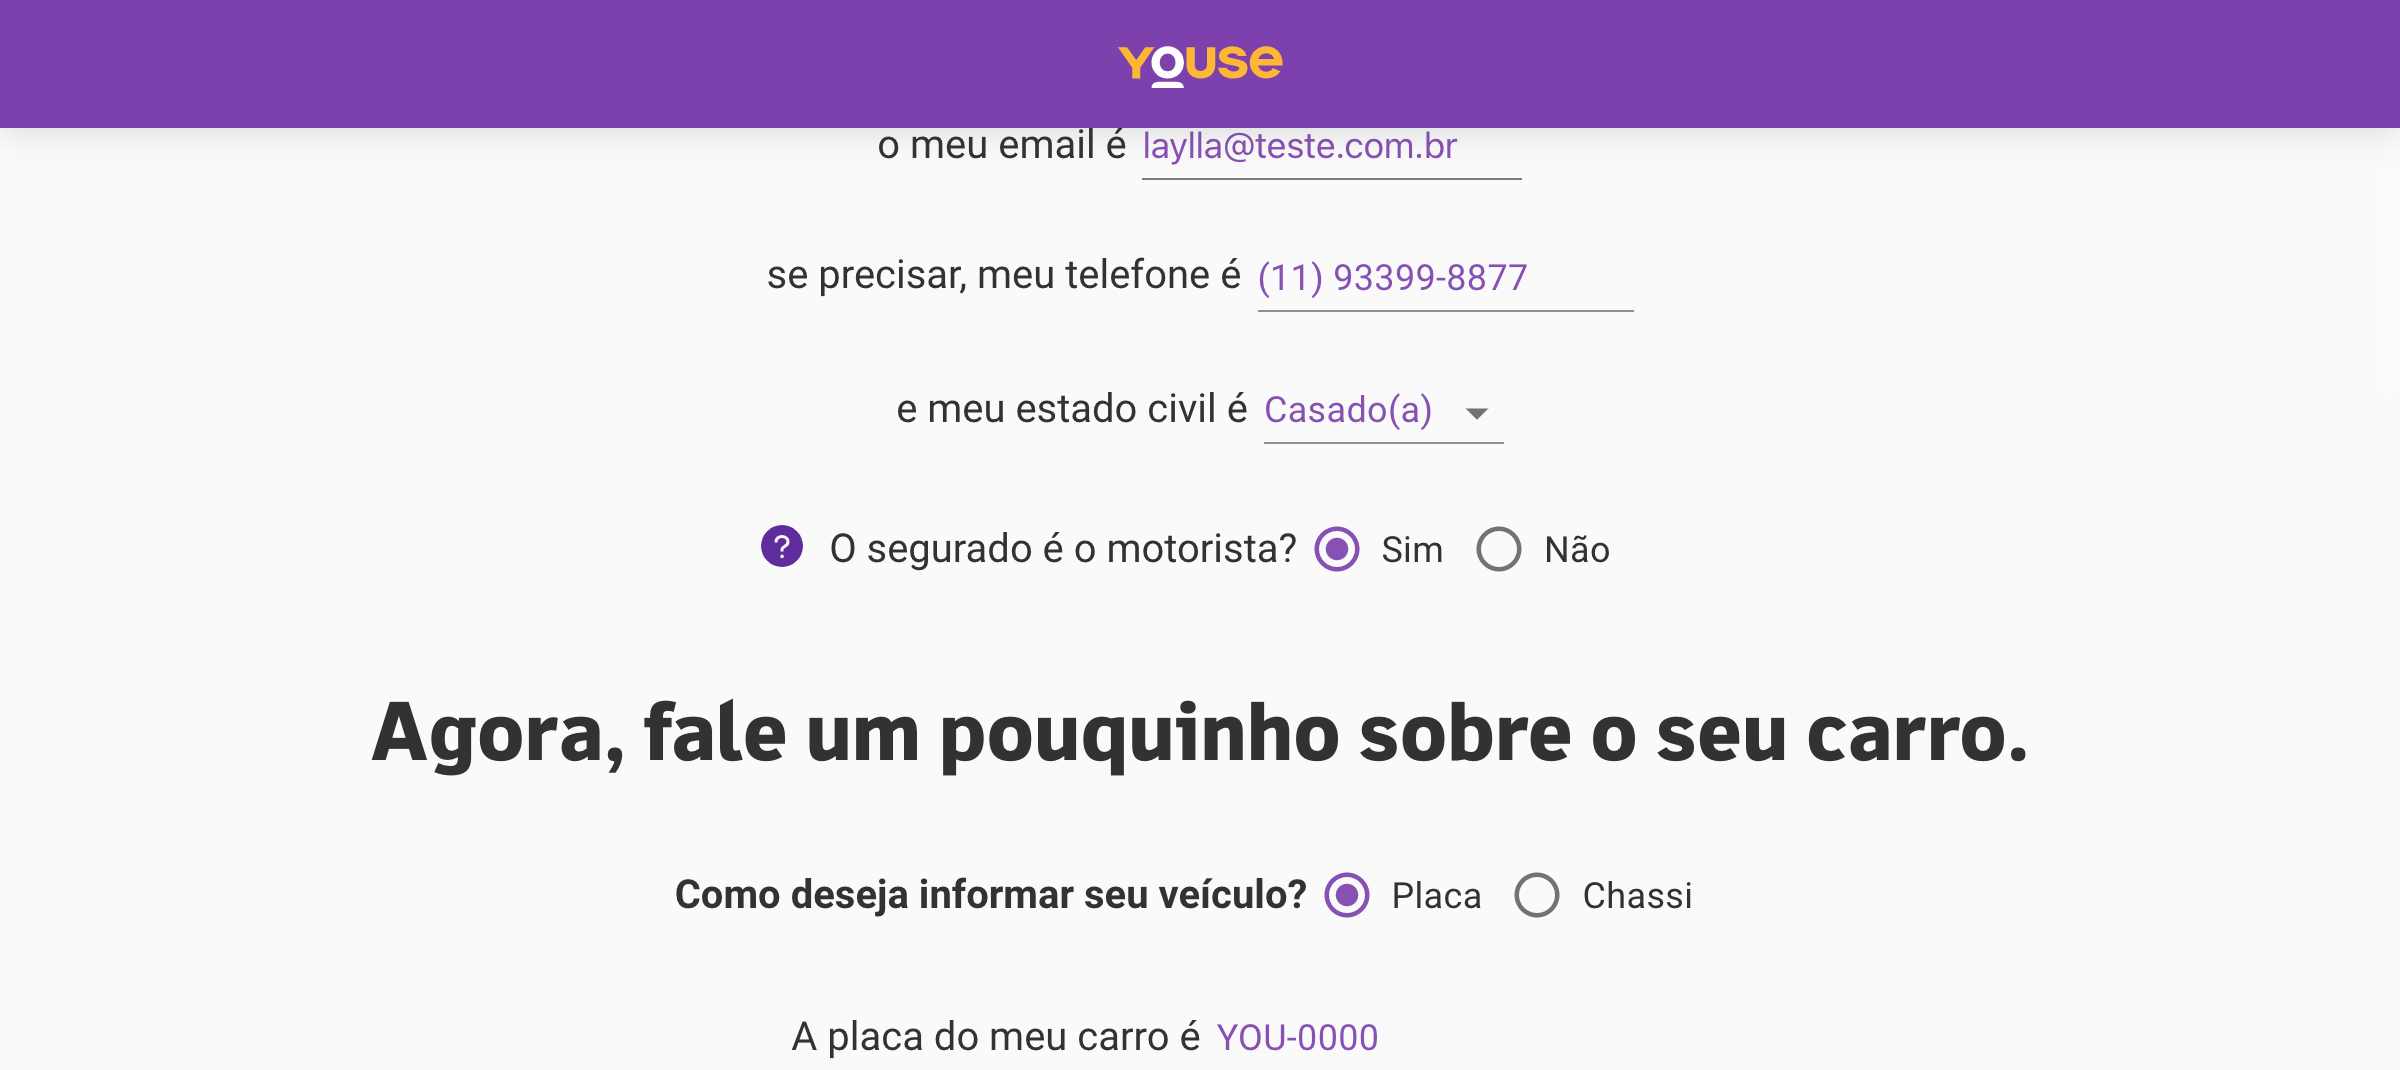 YOUSE
o meu email é laylla@teste.com.br
se precisar, meu telefone é (11) 93399-8877
e meu estado civil é Casado(a)
? O segurado é o motorista? Sim Não
Agora, fale um pouquinho sobre o seu carro.
Como deseja informar seu veículo? Placa Chassi
A placa do meu carro é YOU-0000